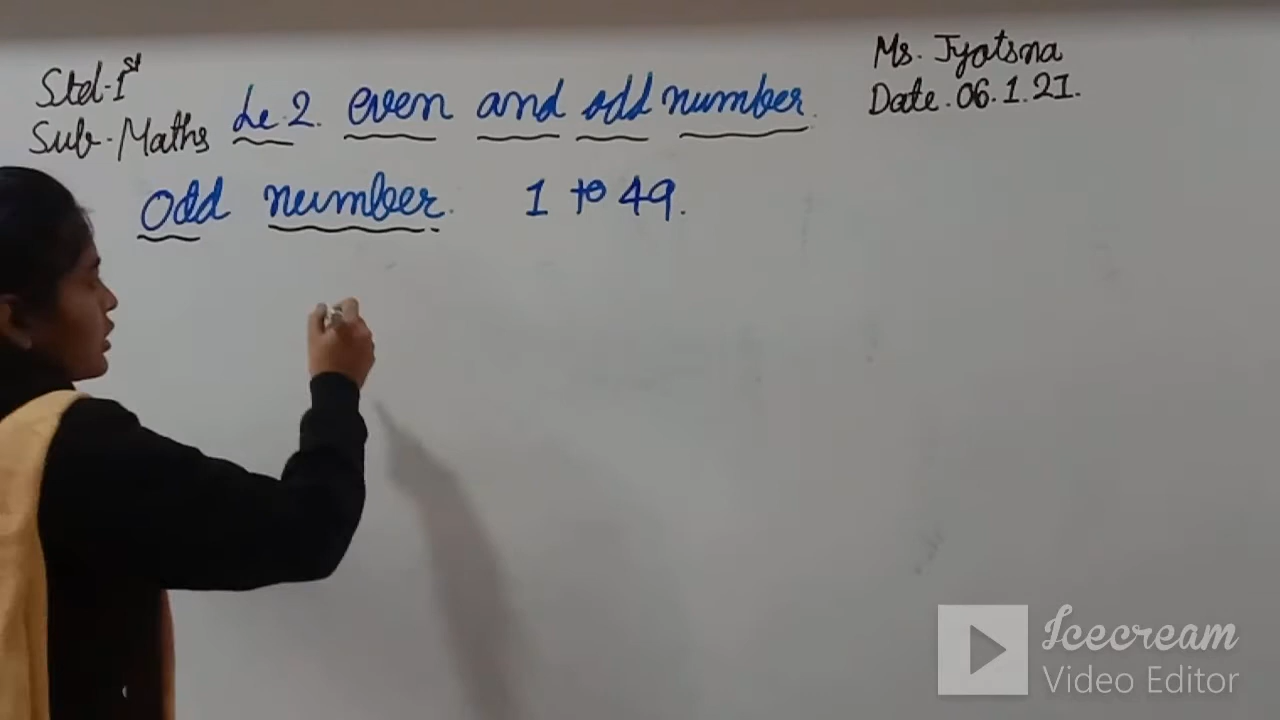 Std-1st
Sub-Maths
Le.2. even and odd number.
Ms. Jyotsna
Date.06.1.21.
odd number. 1 to 49.
Icecream
Video Editor